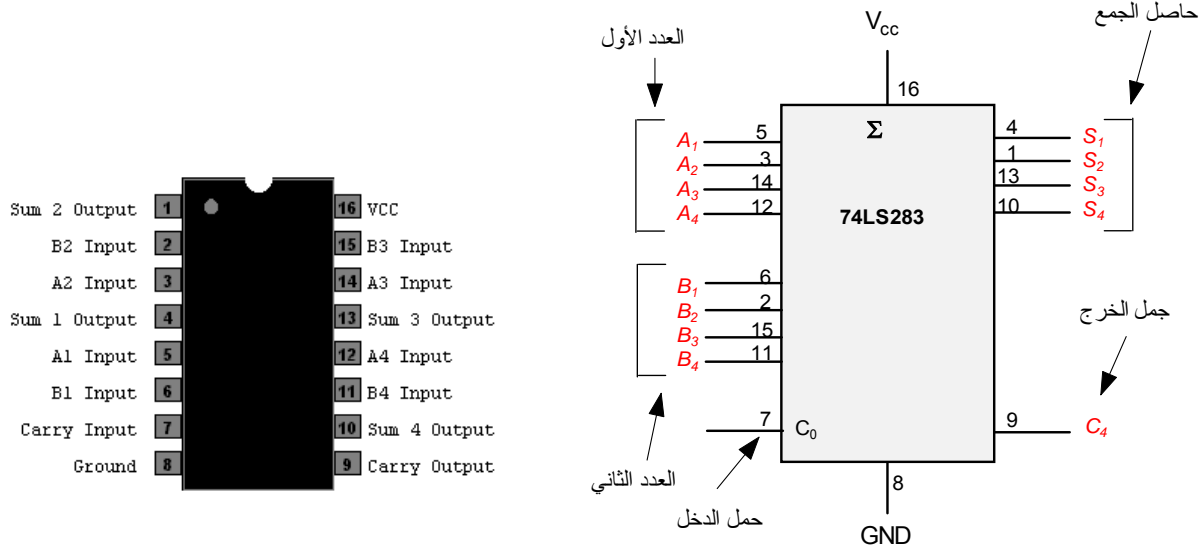 Sum 2 Output 1 16 VCC
B2 Input 2 15 B3 Input
A2 Input 3 14 A3 Input
Sum 1 Output 4 13 Sum 3 Output
A1 Input 5 12 A4 Input
B1 Input 6 11 B4 Input
Carry Input 7 10 Sum 4 Output
Ground 8 9 Carry Output
حاصل الجمع
العدد الأول
Vcc
16
Σ
74LS283
A1 5
A2 3
A3 14
A4 12
4 S1
1 S2
13 S3
10 S4
B1 6
B2 2
B3 15
B4 11
جمل الخرج
7 C0
9 C4
العدد الثاني
حمل الدخل
8
GND